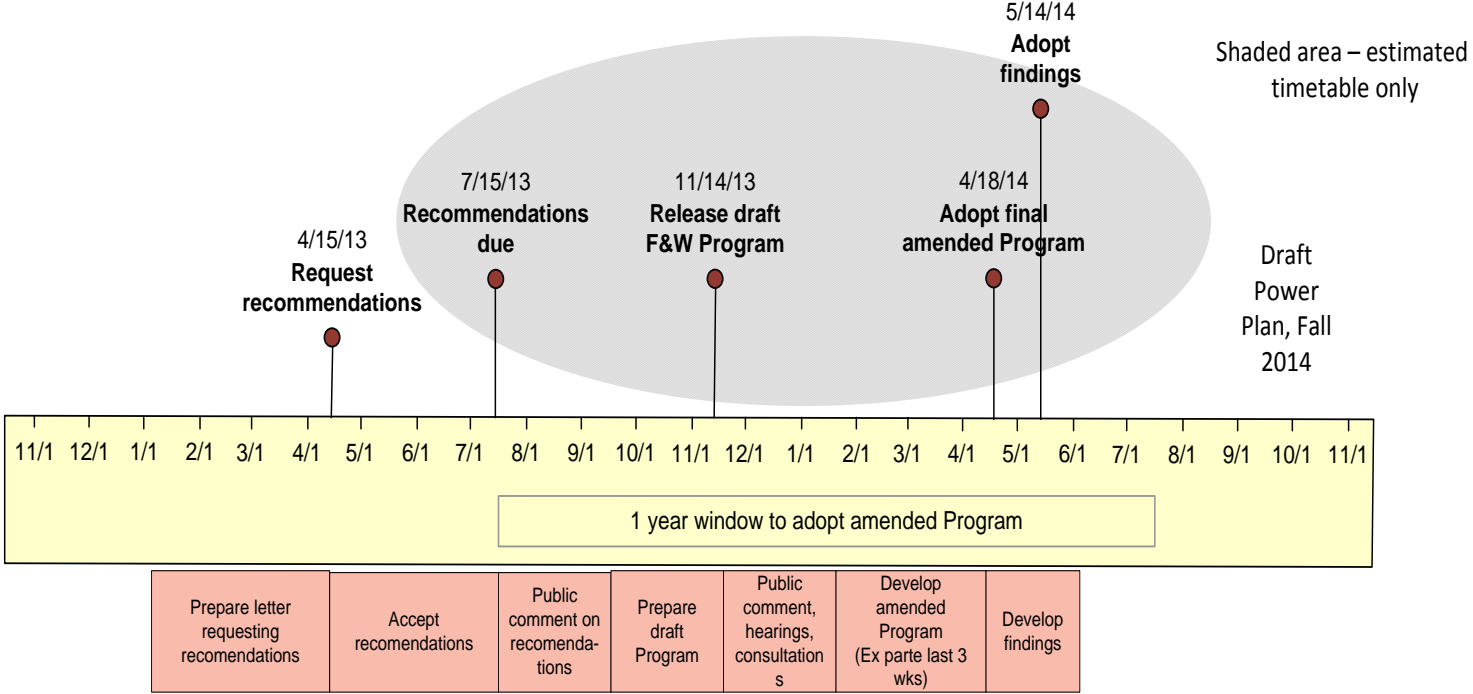 5/14/14
Adopt
findings
Shaded area – estimated
timetable only
7/15/13
Recommendations
due
11/14/13
Release draft
F&W Program
4/18/14
Adopt final
amended Program
4/15/13
Request
recommendations
Draft
Power
Plan, Fall
2014
11/1 12/1 1/1 2/1 3/1 4/1 5/1 6/1 7/1 8/1 9/1 10/1 11/1 12/1 1/1 2/1 3/1 4/1 5/1 6/1 7/1 8/1 9/1 10/1 11/1
1 year window to adopt amended Program
Prepare letter
requesting
recomendations
Accept
recomendations
Public
comment on
recomenda-
tions
Prepare
draft
Program
Public
comment,
hearings,
consultation
s
Develop
amended
Program
(Ex parte last 3
wks)
Develop
findings